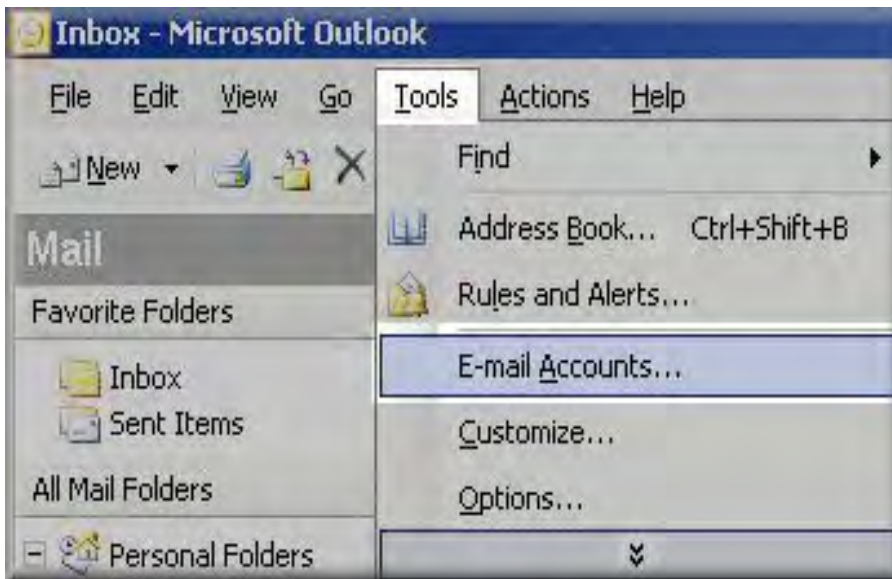 Inbox - Microsoft Outlook
File Edit View Go Tools Actions Help
New
Find
Address Book... Ctrl+Shift+B
Mail
Rules and Alerts...
Favorite Folders
E-mail Accounts...
Inbox
Sent Items
Customize...
All Mail Folders
Options...
Personal Folders